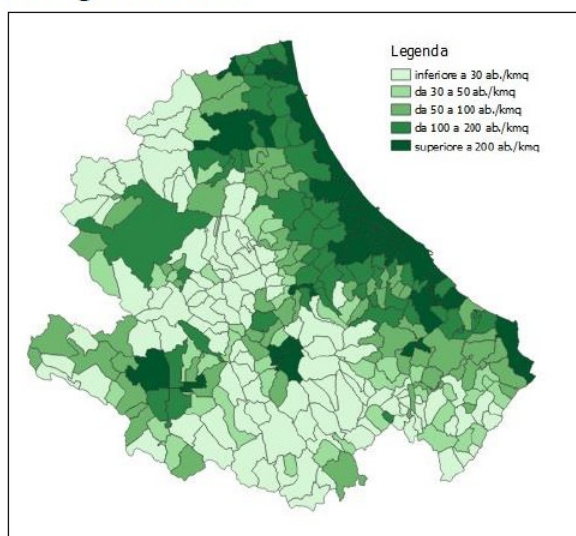 Legenda
inferiore a 30 ab./kmq
da 30 a 50 ab./kmq
da 50 a 100 ab./kmq
da 100 a 200 ab./kmq
superiore a 200 ab./kmq